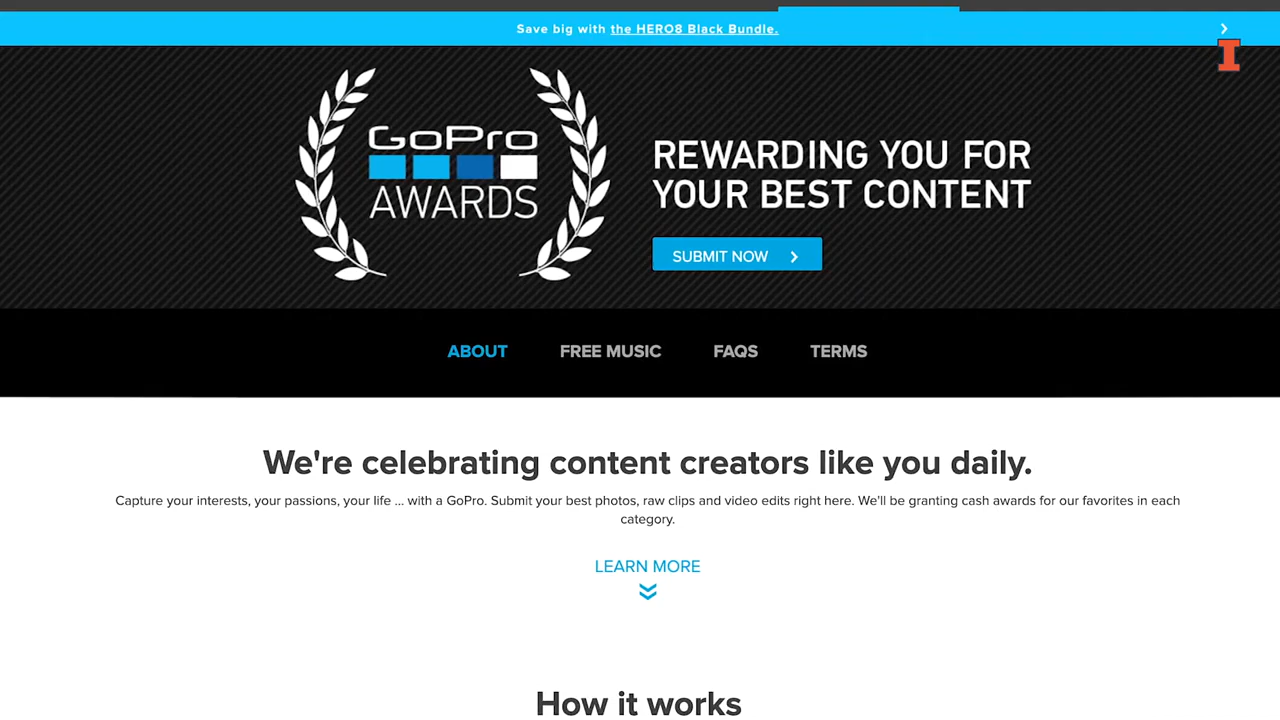 Save big with the HERO8 Black Bundle.
I
GoPro
AWARDS
REWARDING YOU FOR
YOUR BEST CONTENT
SUBMIT NOW
ABOUT FREE MUSIC FAQS TERMS
We're celebrating content creators like you daily.
Capture your interests, your passions, your life ... with a GoPro. Submit your best photos, raw clips and video edits right here. We'll be granting cash awards for our favorites in each
category.
LEARN MORE
How it works